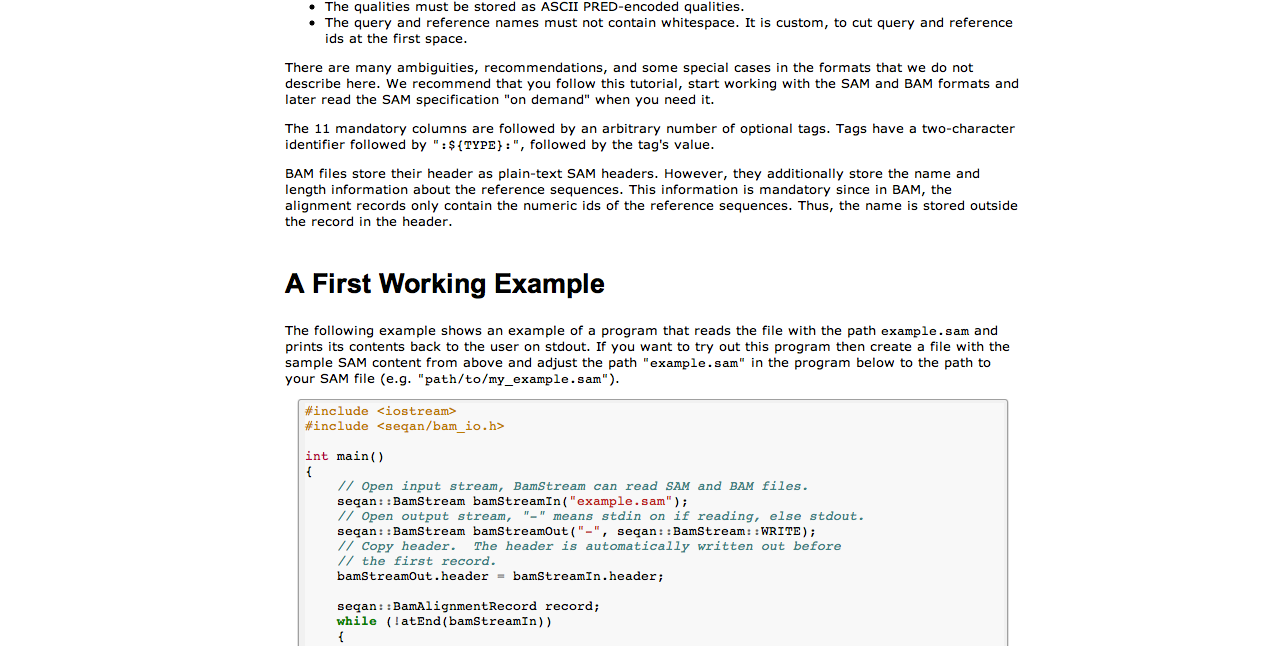 • The qualities must be stored as ASCII PRED-encoded qualities.
• The query and reference names must not contain whitespace. It is custom, to cut query and reference
ids at the first space.
There are many ambiguities, recommendations, and some special cases in the formats that we do not
describe here. We recommend that you follow this tutorial, start working with the SAM and BAM formats and
later read the SAM specification "on demand" when you need it.
The 11 mandatory columns are followed by an arbitrary number of optional tags. Tags have a two-character
identifier followed by ":${TYPE}:", followed by the tag's value.
BAM files store their header as plain-text SAM headers. However, they additionally store the name and
length information about the reference sequences. This information is mandatory since in BAM, the
alignment records only contain the numeric ids of the reference sequences. Thus, the name is stored outside
the record in the header.
A First Working Example
The following example shows an example of a program that reads the file with the path example.sam and
prints its contents back to the user on stdout. If you want to try out this program then create a file with the
sample SAM content from above and adjust the path "example.sam" in the program below to the path to
your SAM file (e.g. "path/to/my_example.sam").
#include <iostream>
#include <seqan/bam_io.h>
int main()
{
    // Open input stream, BamStream can read SAM and BAM files.
    seqan::BamStream bamStreamIn("example.sam");
    // Open output stream, "-" means stdin on if reading, else stdout.
    seqan::BamStream bamStreamOut("-", seqan::BamStream::WRITE);
    // Copy header.  The header is automatically written out before
    // the first record.
    bamStreamOut.header = bamStreamIn.header;
    seqan::BamAlignmentRecord record;
    while (!atEnd(bamStreamIn))
    {